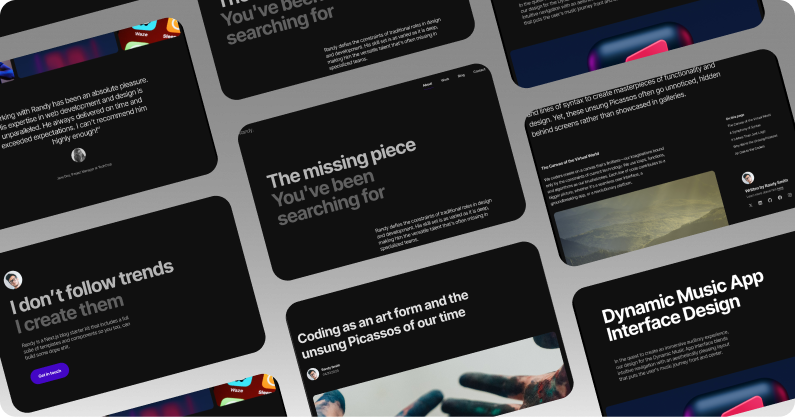 Waze
rking with Randy has been an absolute pleasure.
is expertise in web development and design is
unparalleled. He always delivered on time and
exceeded expectations. I can't recommend him
highly enough!"
I don't follow trends
I create them
Randy is a Next.js blog starter kit that includes a full
suite of templates and components so you too, can
build some dope shit.
Get in touch
Waze
You've been
searching for
Randy defies the constraints of traditional roles in design
and development. His skill set is as varied as it is deep,
making him the versatile talent that's often missing in
specialized teams.
About
Work
Blog
Contact
The missing piece
You've been
searching for
Randy defies the constraints of traditional roles in design
and development. His skill set is as varied as it is deep,
making him the versatile talent that's often missing in
specialized teams.
Coding as an art form and the
unsung Picassos of our time
Randy Smith
our design for the Dynamic Music App Interface blends
intuitive navigation with an aesthetically pleasing layout
that puts the user's music journey front and center.
and lines of syntax to create masterpieces of functionality and
design. Yet, these unsung Picassos often go unnoticed, hidden
behind screens rather than showcased in galleries.
The Canvas of the Virtual World
On this page
The Canvas of the Virtual World
Written by Randy Smith
Dynamic Music App
Interface Design
In the quest to create an immersive auditory experience,
our design for the Dynamic Music App Interface blends
intuitive navigation with an aesthetically pleasing layout
that puts the user's music journey front and center.